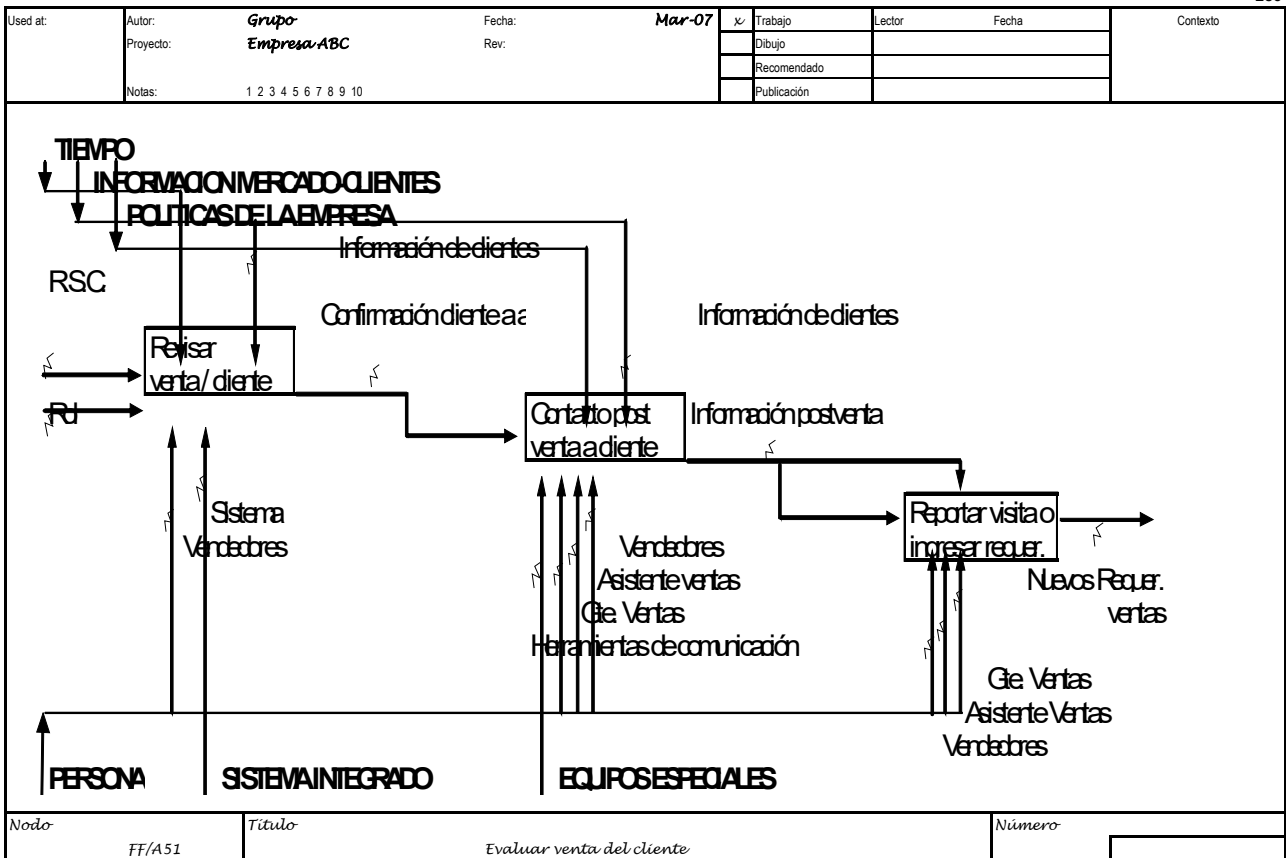 Used at:
Autor: Grupo Fecha: Mar-07 x Trabajo Lector Fecha Contexto
Proyecto: Empresa ABC Rev: Dibujo
Recomendado
Notas: 1 2 3 4 5 6 7 8 9 10 Publicación
TIEMPO
INFORMACION MERCADO-CLIENTES
POLITICAS DE LA EMPRESA
Información de clientes
R.S.C.
Confirmación cliente a a
Información de clientes
Revisar
venta / cliente
Contatto post
venta a cliente
Información postventa
Sistema
Vendedores
Vendedores
Asistente ventas
Gte. Ventas
Herramientas de comunicación
Reportar visita o
ingresar requer.
Nuevos Requer.
ventas
Gte. Ventas
Asistente Ventas
Vendedores
PERSONA
SISTEMA INTEGRADO
EQUIPOS ESPECIALES
Nodo Título Número
FF/A51 Evaluar venta del cliente